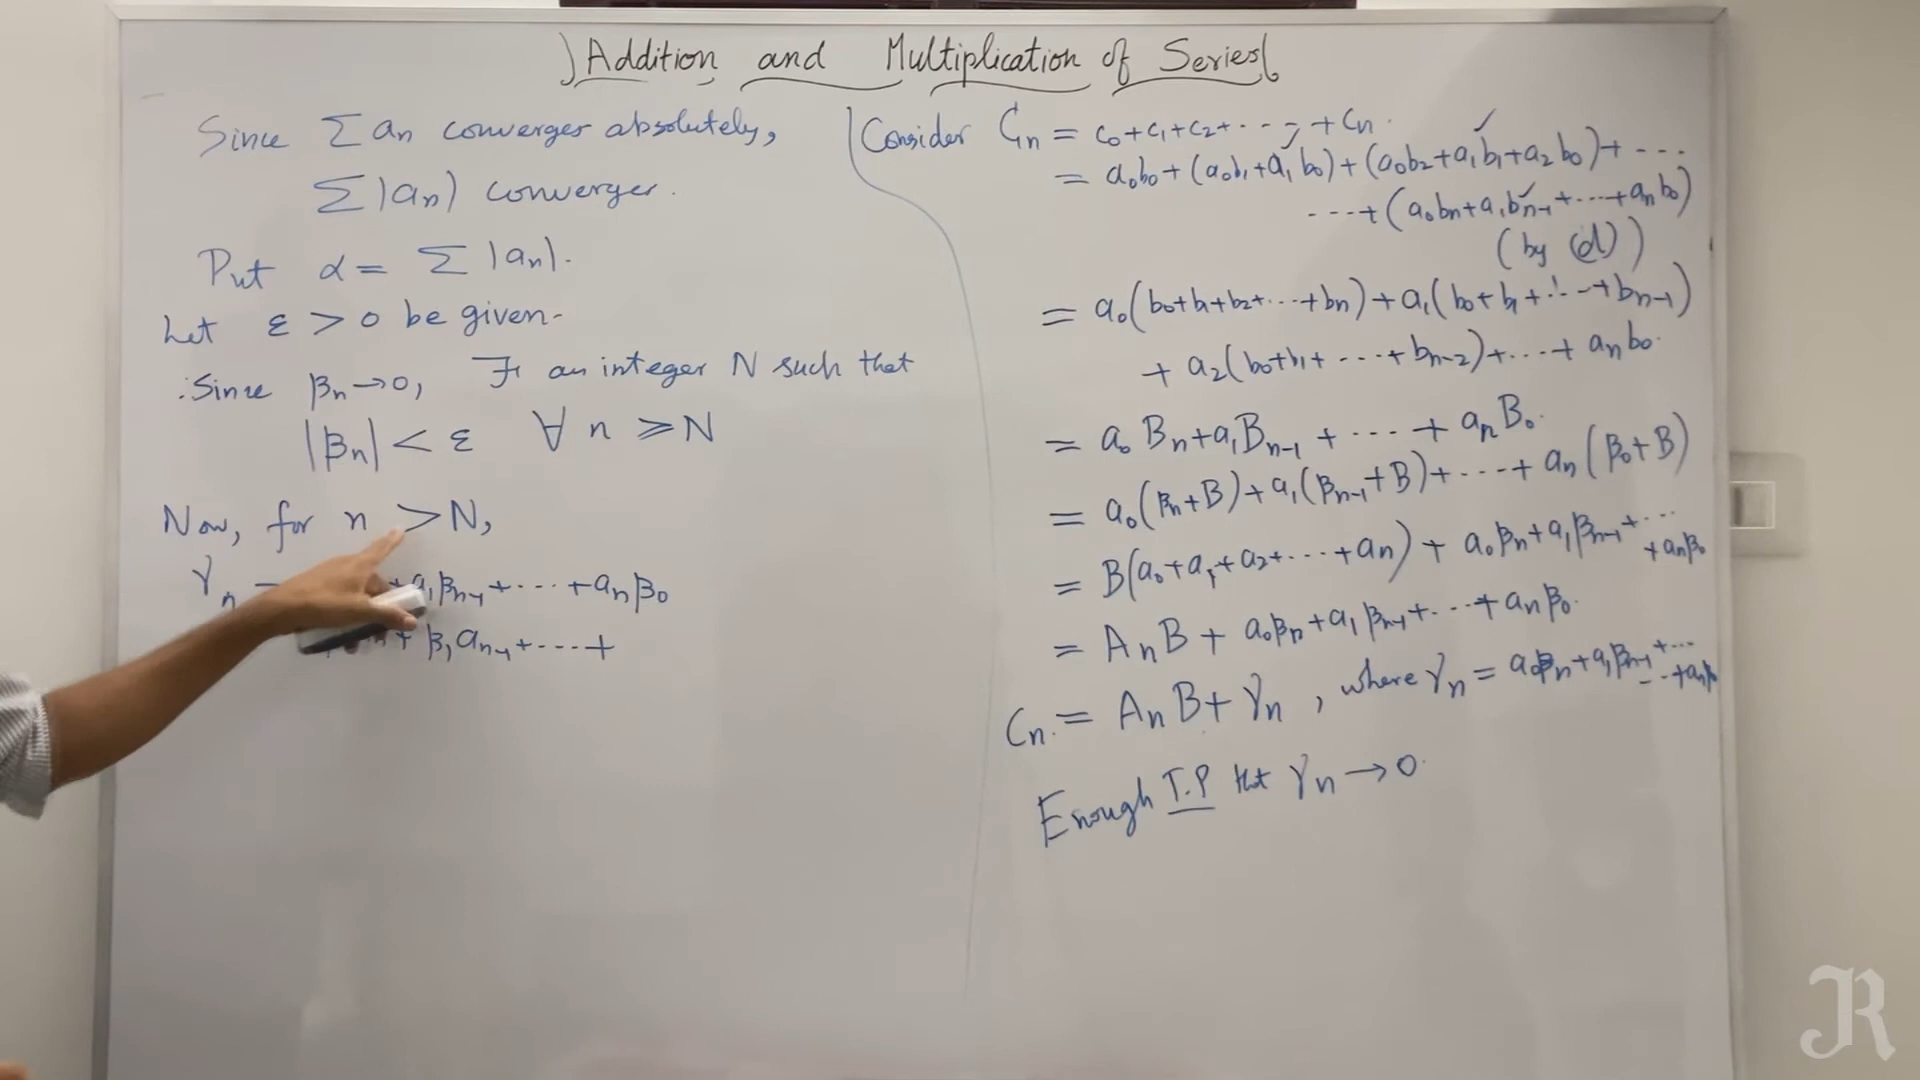 Addition and Multiplication of Series
Since Σ an converges absolutely,
Σ |an| converges.
Put α = Σ |an|.
Let ε > 0 be given.
Since βn → 0, ∃ an integer N such that
|βn| < ε ∀ n ⩾ N
Now, for n > N,
γn = + a1βn-1 + ... + anβ0
+ β1an-1 + ... +
Consider Cn = c0 + c1 + c2 + ... + cn.
= a0b0 + (a0b1 + a1b0) + (a0b2 + a1b1 + a2b0) + ...
... + (a0bn + a1bn-1 + ... + anb0)
(by (d))
= a0(b0 + b1 + b2 + ... + bn) + a1(b0 + b1 + ... + bn-1)
+ a2(b0 + b1 + ... + bn-2) + ... + anb0.
= a0Bn + a1Bn-1 + ... + anB0.
= a0(βn + B) + a1(βn-1 + B) + ... + an(β0 + B)
= B(a0 + a1 + a2 + ... + an) + a0βn + a1βn-1 + ... + anβ0
= AnB + a0βn + a1βn-1 + ... + anβ0.
Cn = AnB + γn, where γn = a0βn + a1βn-1 + ... + anβ0
Enough T.P that γn → 0.
R